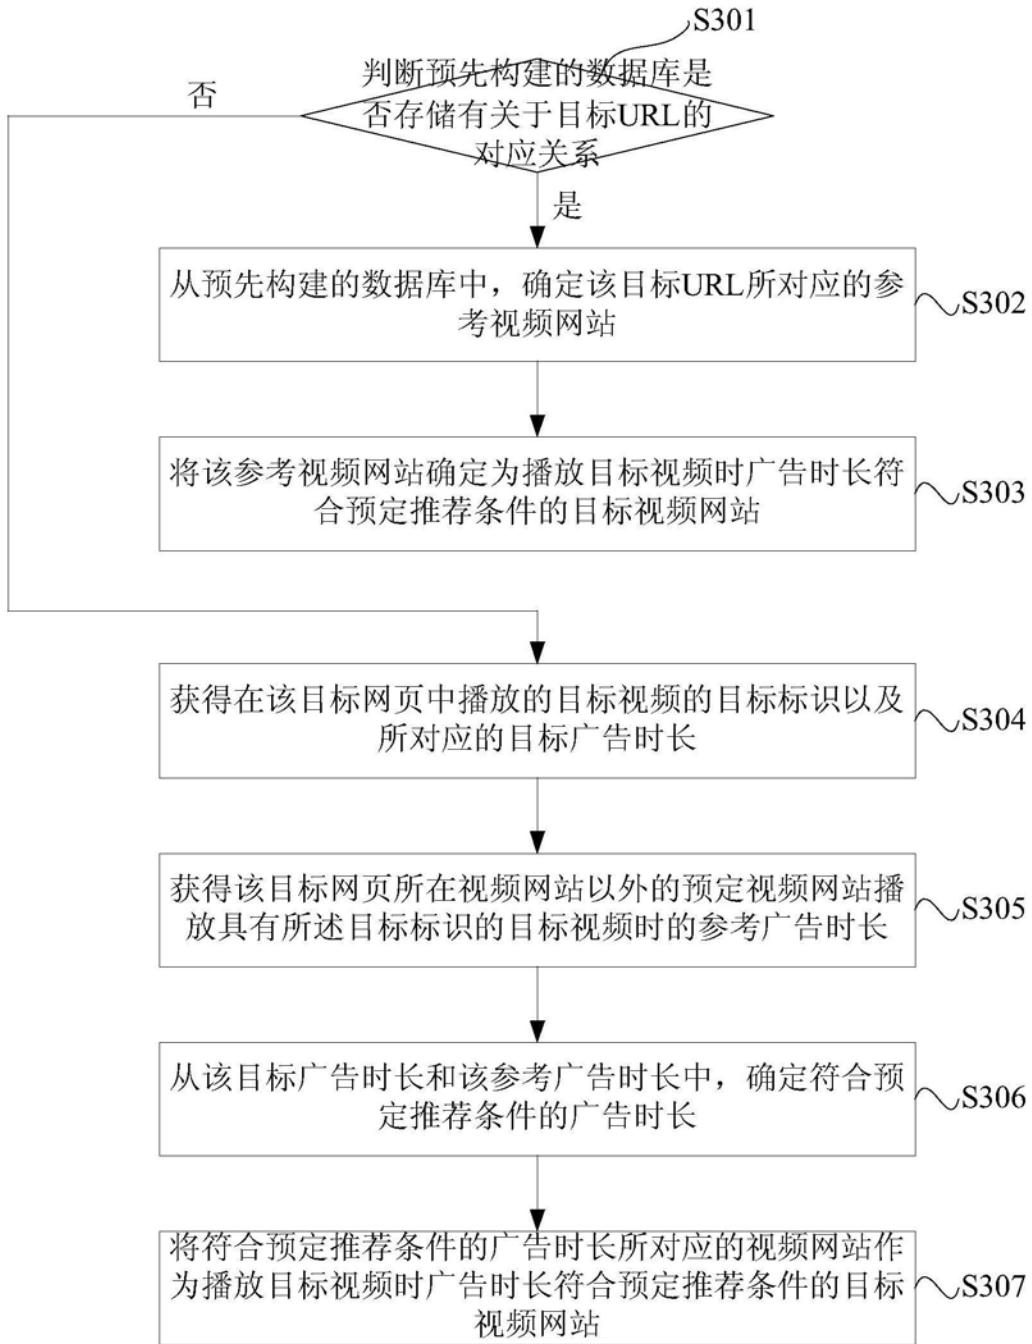 S301
判断预先构建的数据库是
否存储有关于目标URL的
对应关系
否
是
从预先构建的数据库中，确定该目标URL所对应的参
考视频网站
S302
将该参考视频网站确定为播放目标视频时广告时长符
合预定推荐条件的目标视频网站
S303
获得在该目标网页中播放的目标视频的目标标识以及
所对应的目标广告时长
S304
获得该目标网页所在视频网站以外的预定视频网站播
放具有所述目标标识的目标视频时的参考广告时长
S305
从该目标广告时长和该参考广告时长中，确定符合预
定推荐条件的广告时长
S306
将符合预定推荐条件的广告时长所对应的视频网站作
为播放目标视频时广告时长符合预定推荐条件的目标
视频网站
S307